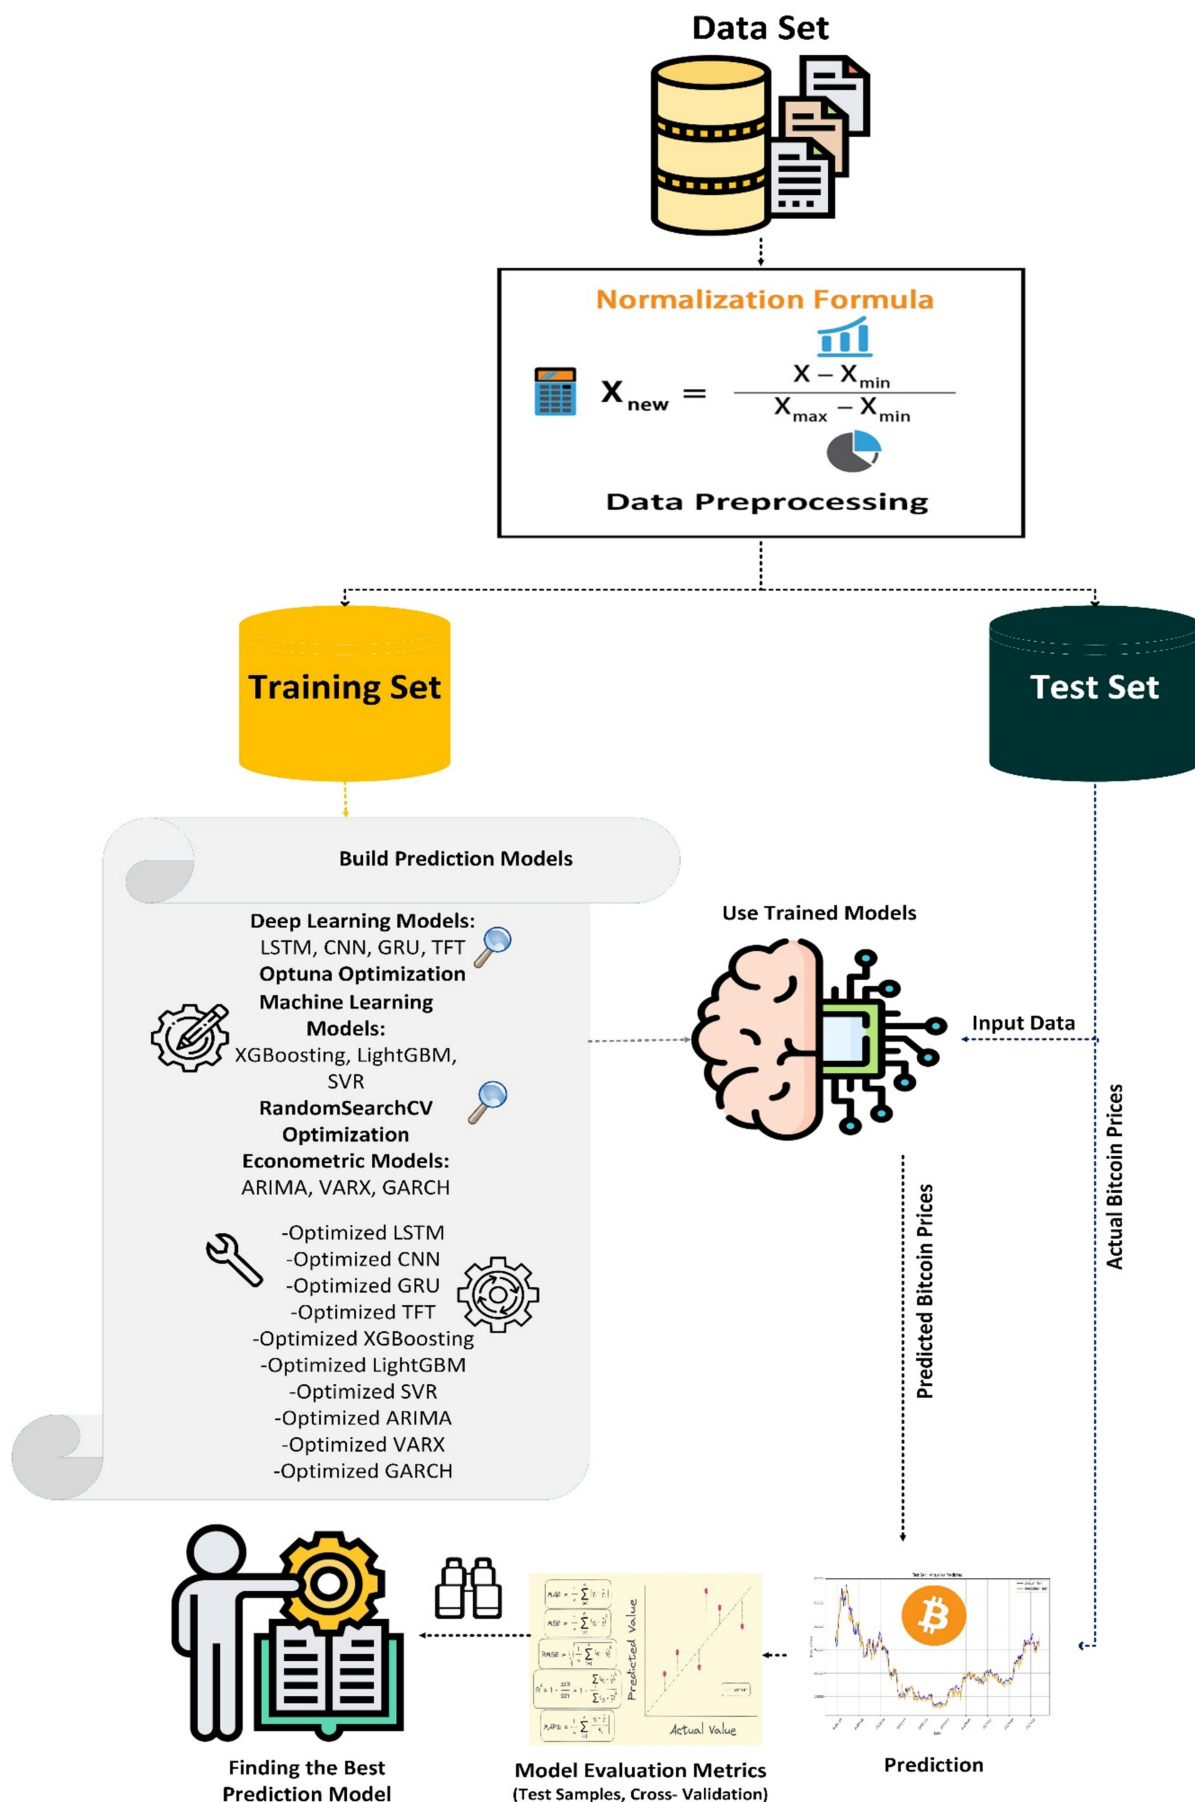 Data Set
Normalization Formula
X new = X – X min / X max – X min
Data Preprocessing
Training Set
Test Set
Build Prediction Models
Deep Learning Models:
LSTM, CNN, GRU, TFT
Optuna Optimization
Machine Learning
Models:
XGBoosting, LightGBM,
SVR
RandomSearchCV
Optimization
Econometric Models:
ARIMA, VARX, GARCH
-Optimized LSTM
-Optimized CNN
-Optimized GRU
-Optimized TFT
-Optimized XGBoosting
-Optimized LightGBM
-Optimized SVR
-Optimized ARIMA
-Optimized VARX
-Optimized GARCH
Use Trained Models
Input Data
Actual Bitcoin Prices
Predicted Bitcoin Prices
Predicted Value
Actual Value
Finding the Best
Prediction Model
Model Evaluation Metrics
(Test Samples, Cross- Validation)
Prediction